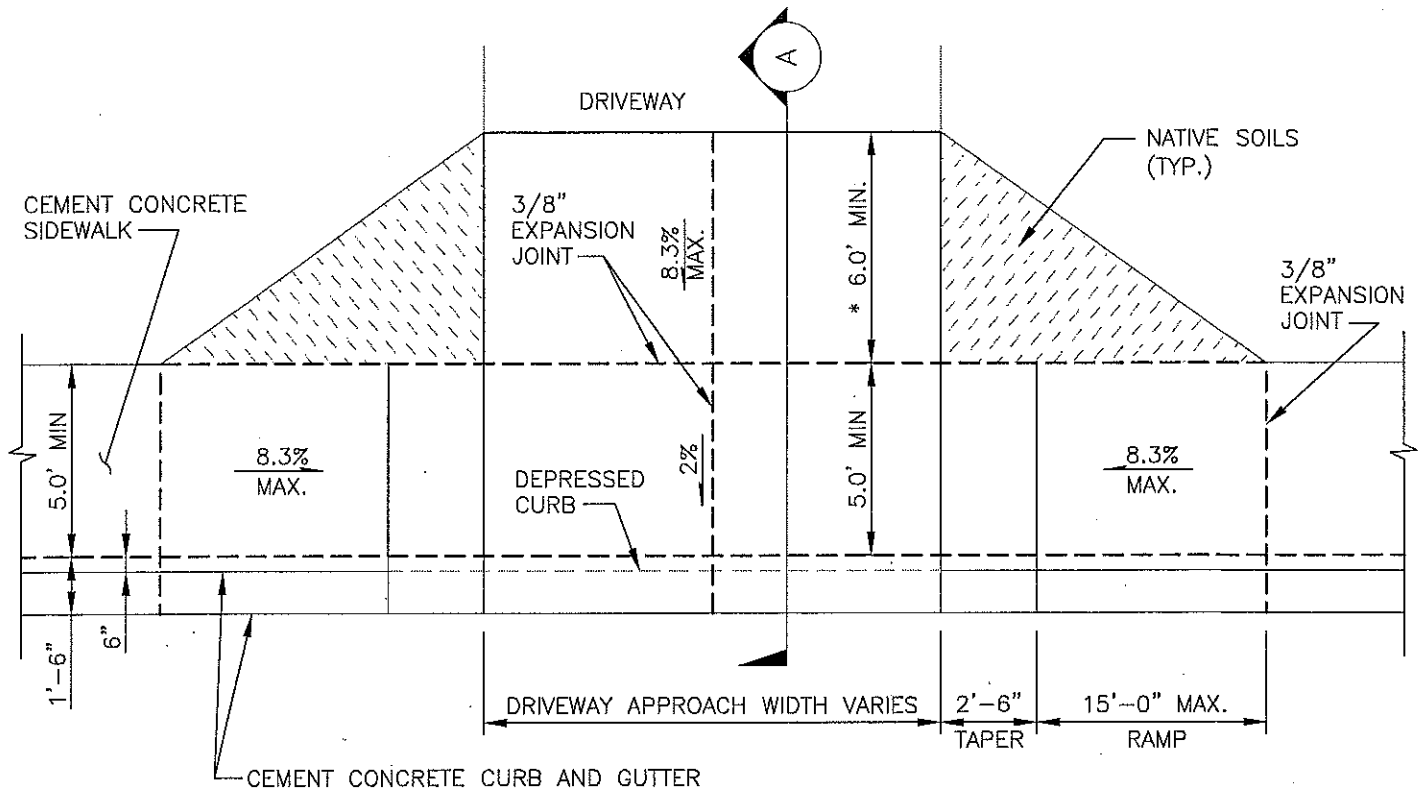 A
DRIVEWAY
NATIVE SOILS
(TYP.)
CEMENT CONCRETE
SIDEWALK
3/8"
EXPANSION
JOINT
8.3%
MAX.
* 6.0' MIN.
3/8"
EXPANSION
JOINT
5.0' MIN
8.3%
MAX.
2%
5.0' MIN
8.3%
MAX.
DEPRESSED
CURB
6"
1'-6"
DRIVEWAY APPROACH WIDTH VARIES
2'-6"
TAPER
15'-0" MAX.
RAMP
CEMENT CONCRETE CURB AND GUTTER